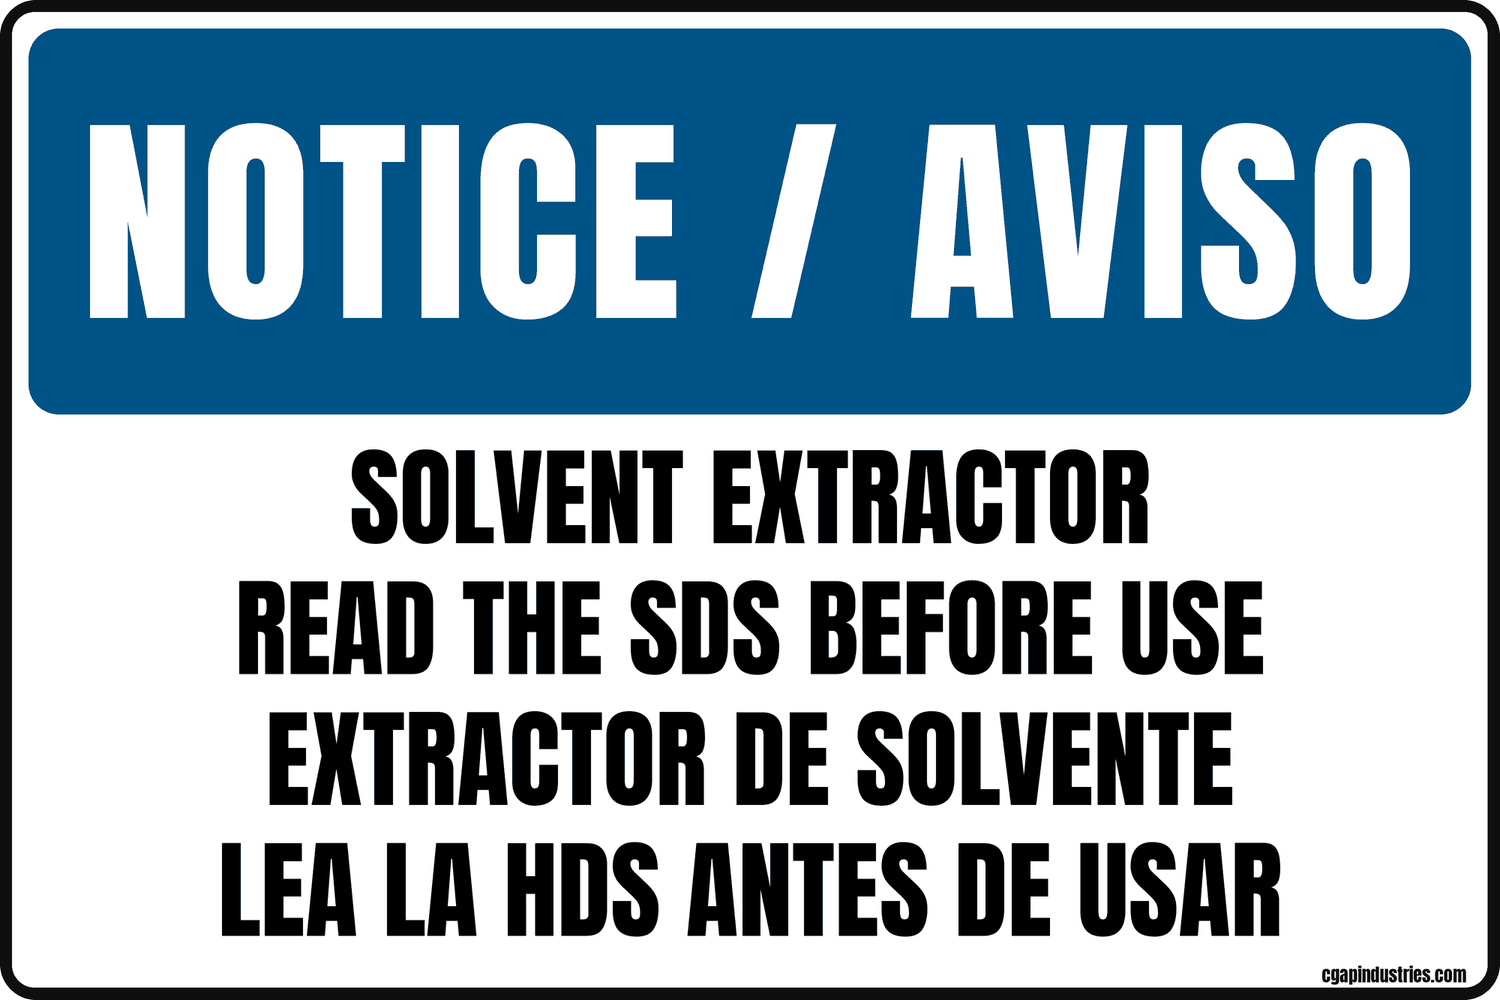 NOTICE / AVISO
SOLVENT EXTRACTOR
READ THE SDS BEFORE USE
EXTRACTOR DE SOLVENTE
LEA LA HDS ANTES DE USAR
cgapindustries.com